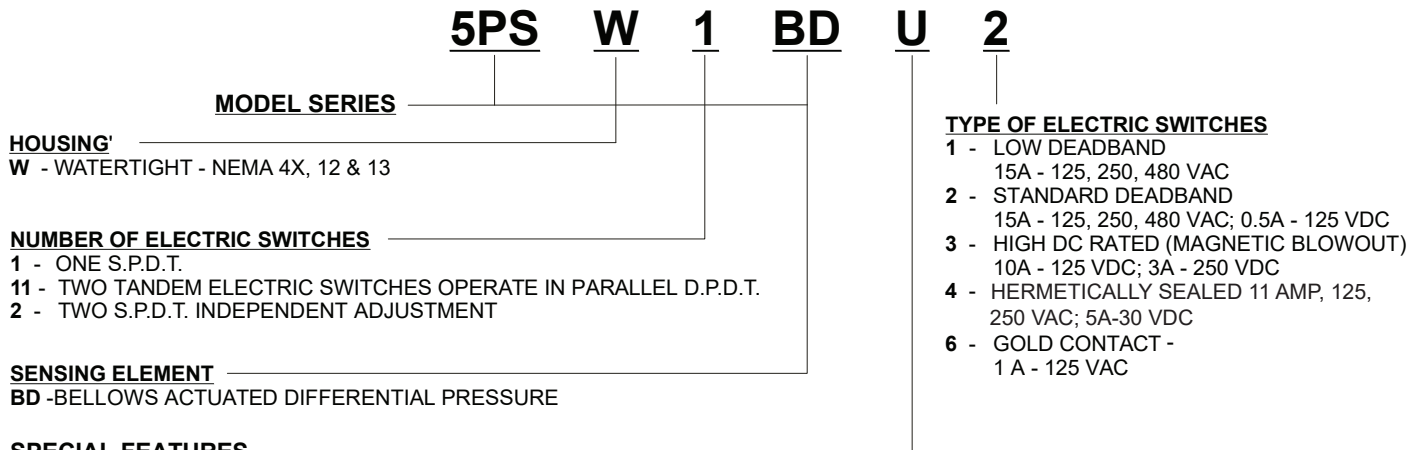 5PS W 1 BD U 2
MODEL SERIES
HOUSING'
W - WATERTIGHT - NEMA 4X, 12 & 13
NUMBER OF ELECTRIC SWITCHES
1 - ONE S.P.D.T.
11 - TWO TANDEM ELECTRIC SWITCHES OPERATE IN PARALLEL D.P.D.T.
2 - TWO S.P.D.T. INDEPENDENT ADJUSTMENT
SENSING ELEMENT
BD -BELLOWS ACTUATED DIFFERENTIAL PRESSURE
SPECIAL FEATURES
TYPE OF ELECTRIC SWITCHES
1 - LOW DEADBAND
15A - 125, 250, 480 VAC
2 - STANDARD DEADBAND
15A - 125, 250, 480 VAC; 0.5A - 125 VDC
3 - HIGH DC RATED (MAGNETIC BLOWOUT)
10A - 125 VDC; 3A - 250 VDC
4 - HERMETICALLY SEALED 11 AMP, 125,
250 VAC; 5A-30 VDC
6 - GOLD CONTACT -
1 A - 125 VAC